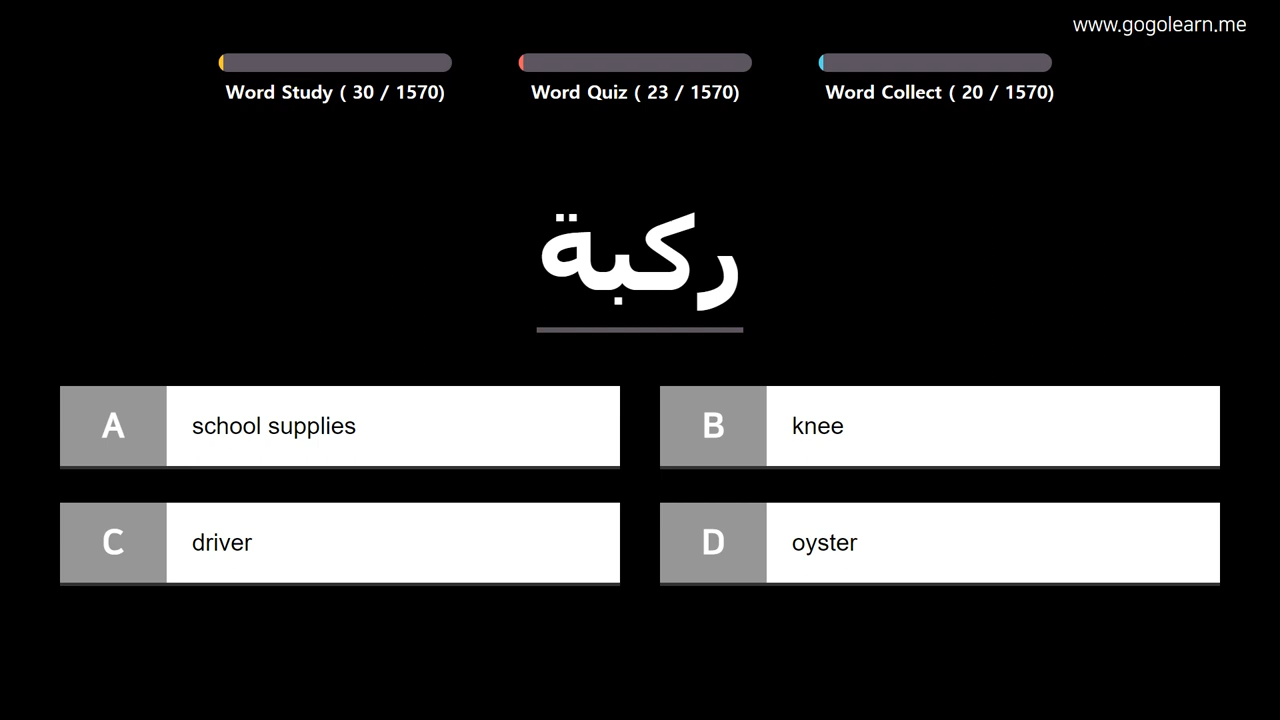 www.gogolearn.me
Word Study ( 30 / 1570)
Word Quiz ( 23 / 1570)
Word Collect ( 20 / 1570)
ركبة
A school supplies
B knee
C driver
D oyster